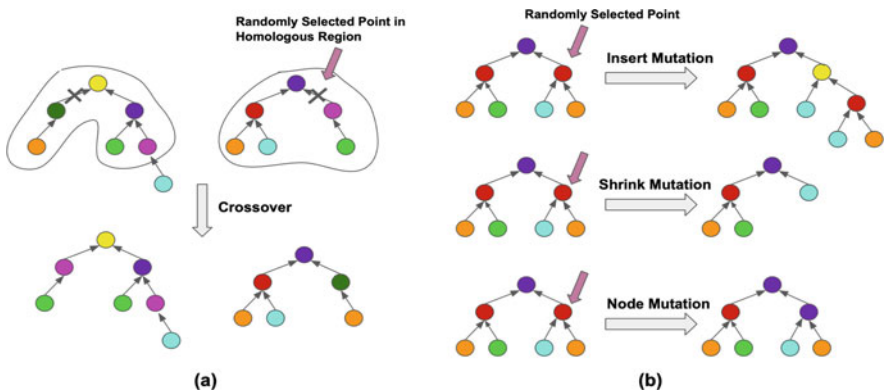 Randomly Selected Point in
Homologous Region
Crossover
(a)
Randomly Selected Point
Insert Mutation
Shrink Mutation
Node Mutation
(b)